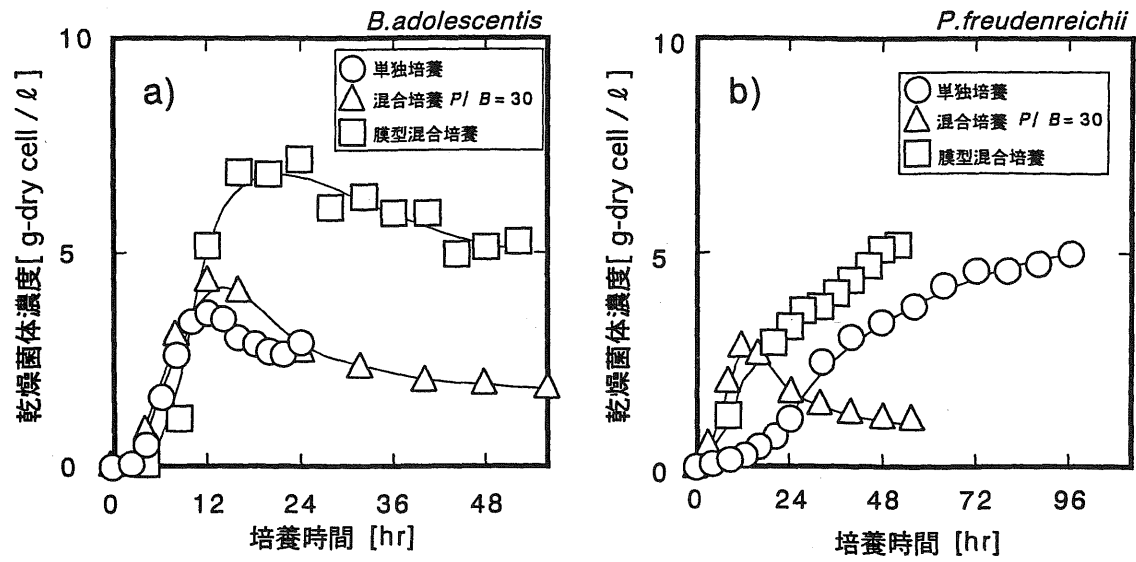 B.adolescentis
10
5
0
a)
単独培養
混合培養 P/ B=30
膜型混合培養
乾燥菌体濃度[ g-dry cell / ℓ ]
0 12 24 36 48
培養時間 [hr]
P.freudenreichii
10
5
0
b)
単独培養
混合培養 P/ B=30
膜型混合培養
乾燥菌体濃度[ g-dry cell / ℓ ]
0 24 48 72 96
培養時間 [hr]